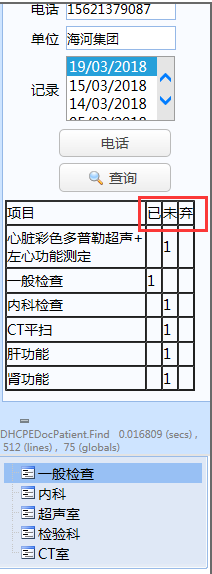 电话 15621379087
单位 海河集团
记录
19/03/2018
15/03/2018
14/03/2018
电话
查询
项目 已 未 弃
心脏彩色多普勒超声+ 1
左心功能测定
一般检查 1
内科检查 1
CT平扫 1
肝功能 1
肾功能 1
DHCPEDocPatient.Find 0.016809 (secs) ,
512 (lines) , 75 (globals)
一般检查
内科
超声室
检验科
CT室